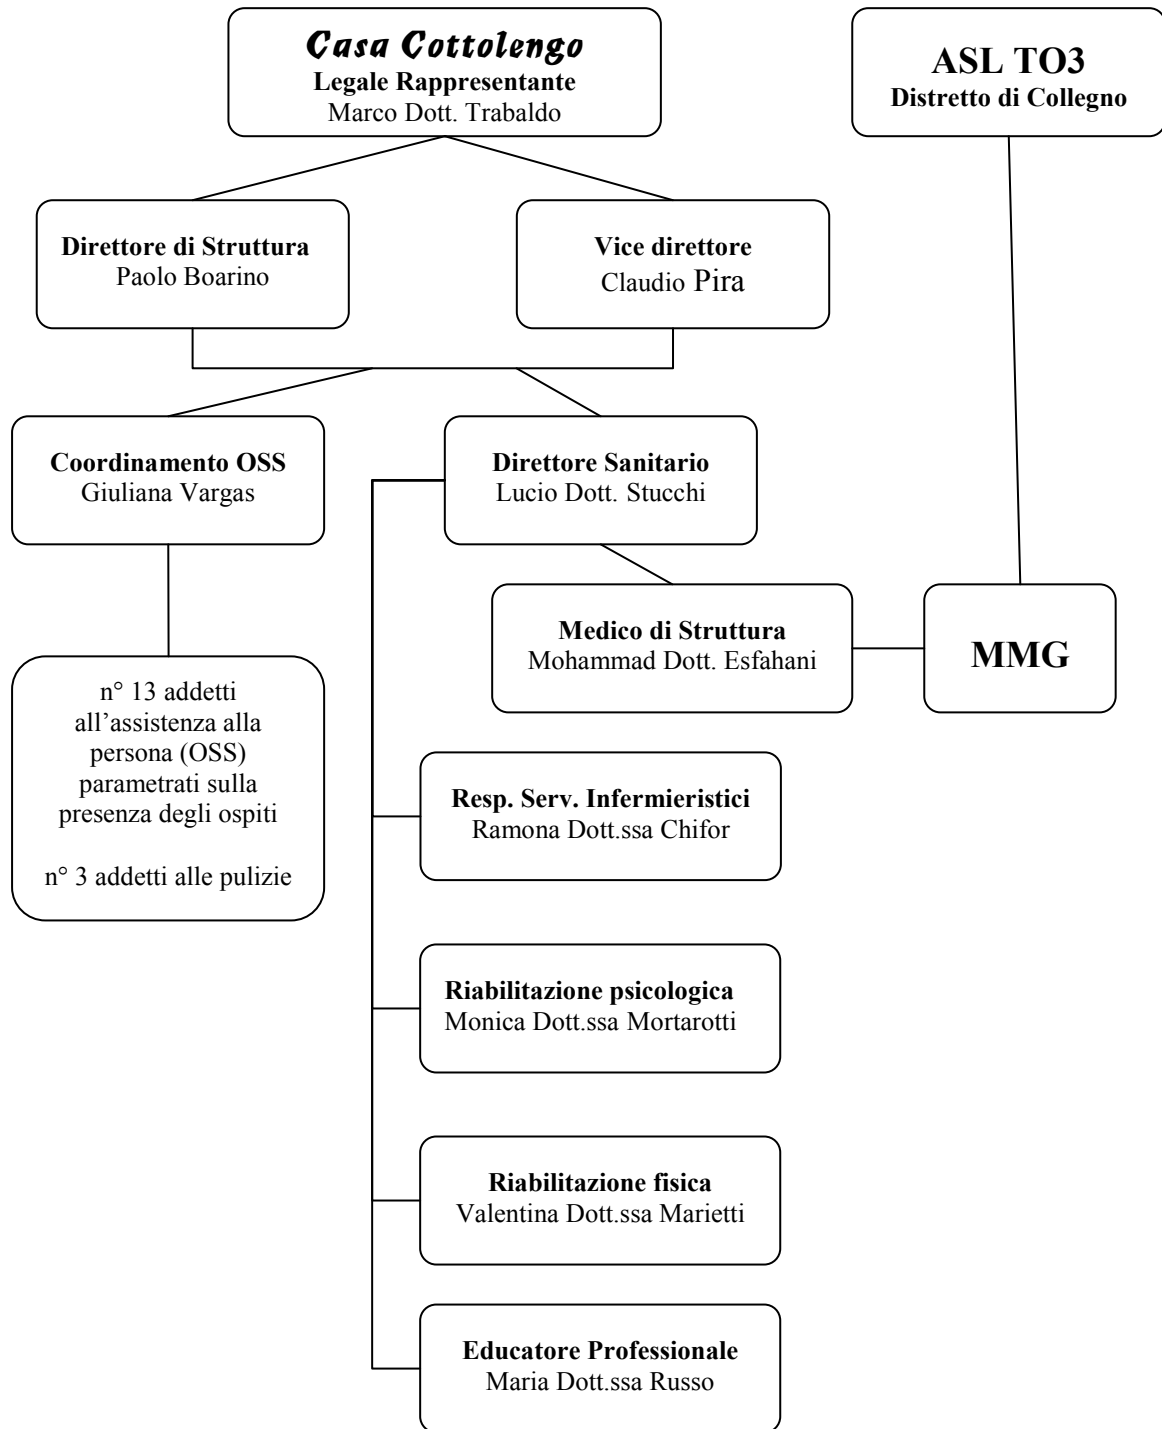 Casa Cottolengo
Legale Rappresentante
Marco Dott. Trabaldo
ASL TO3
Distretto di Collegno
Direttore di Struttura
Paolo Boarino
Vice direttore
Claudio Pira
Coordinamento OSS
Giuliana Vargas
Direttore Sanitario
Lucio Dott. Stucchi
Medico di Struttura
Mohammad Dott. Esfahani
MMG
n° 13 addetti
all’assistenza alla
persona (OSS)
parametrati sulla
presenza degli ospiti
n° 3 addetti alle pulizie
Resp. Serv. Infermieristici
Ramona Dott.ssa Chifor
Riabilitazione psicologica
Monica Dott.ssa Mortarotti
Riabilitazione fisica
Valentina Dott.ssa Marietti
Educatore Professionale
Maria Dott.ssa Russo